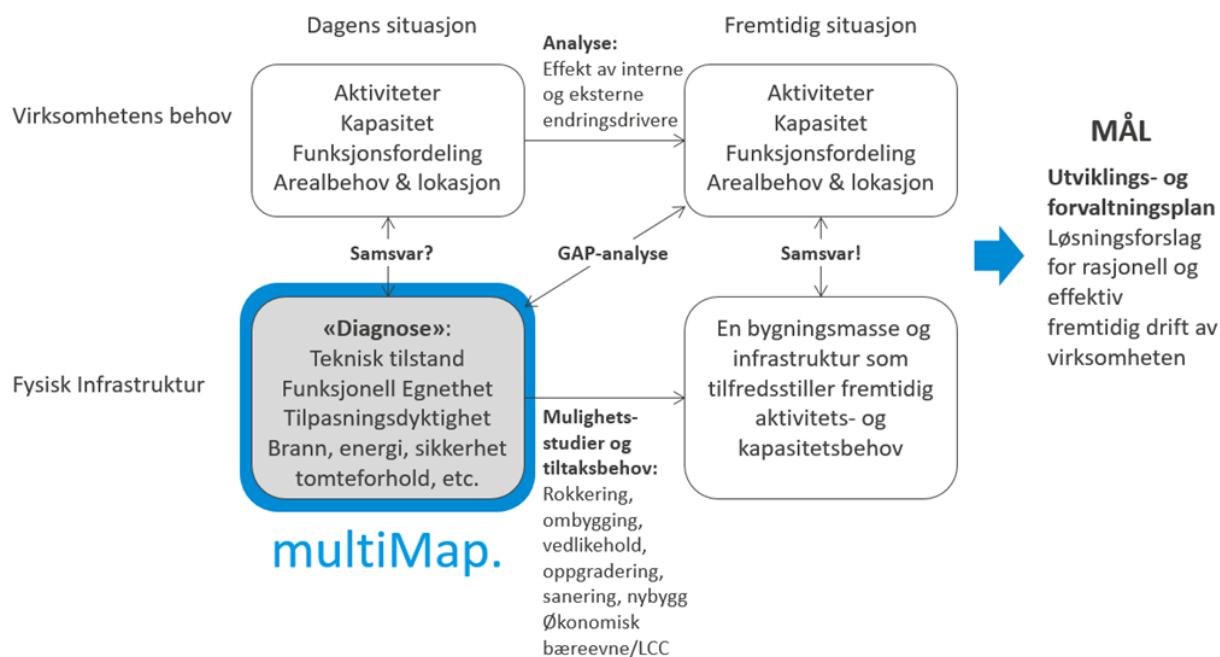 Dagens situasjon
Fremtidig situasjon
Virksomhetens behov
Aktiviteter
Kapasitet
Funksjonsfordeling
Arealbehov & lokasjon
Analyse:
Effekt av interne
og eksterne
endringsdrivere
Aktiviteter
Kapasitet
Funksjonsfordeling
Arealbehov & lokasjon
Samsvar?
GAP-analyse
Samsvar!
Fysisk Infrastruktur
«Diagnose»:
Teknisk tilstand
Funksjonell Egnethet
Tilpasningsdyktighet
Brann, energi, sikkerhet
tomteforhold, etc.
multiMap.
Mulighets-
studier og
tiltaksbehov:
Rokkering,
ombygging,
vedlikehold,
oppgradering,
sanering, nybygg
Økonomisk
bæreevne/LCC
En bygningsmasse og
infrastruktur som
tilfredsstiller fremtidig
aktivitets- og
kapasitetsbehov
MÅL
Utviklings- og
forvaltningsplan
Løsningsforslag
for rasjonell og
effektiv
fremtidig drift av
virksomheten